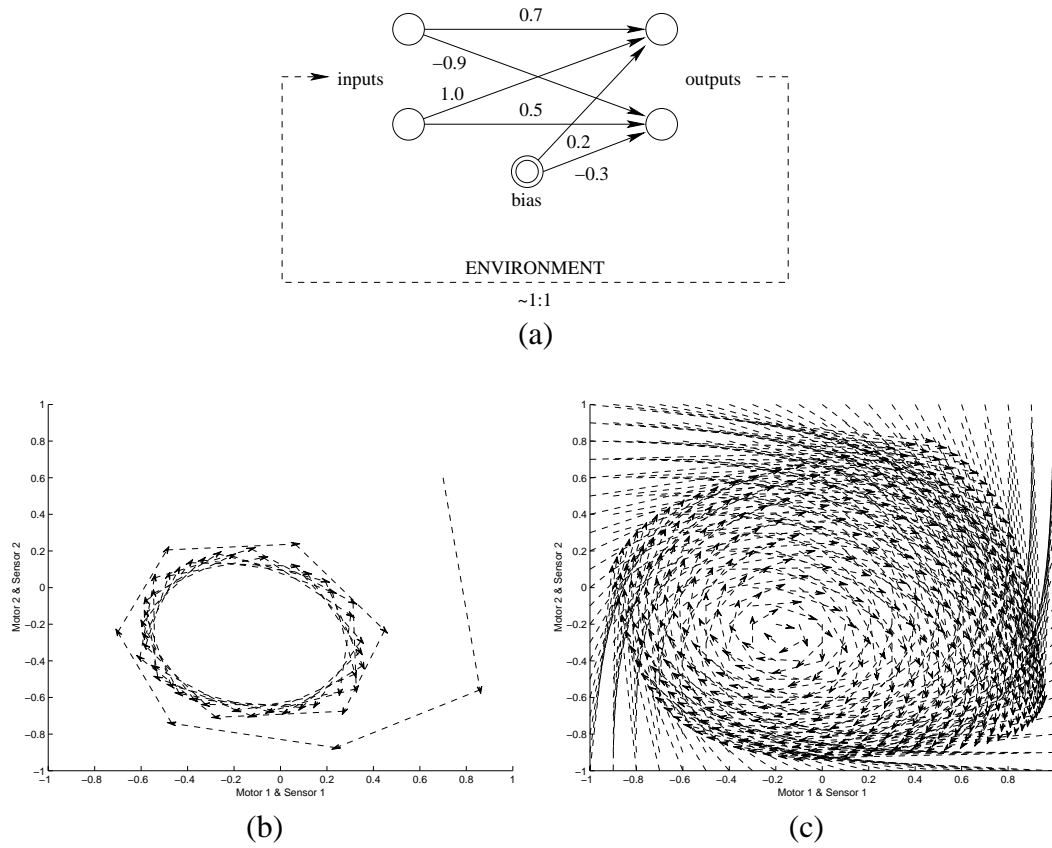 0.7
−0.9
inputs
outputs
1.0
0.5
0.2
−0.3
bias
ENVIRONMENT
~1:1
(a)
1
0.8
0.6
0.4
0.2
0
−0.2
−0.4
−0.6
−0.8
−1
Motor 2 & Sensor 2
−1 −0.8 −0.6 −0.4 −0.2 0 0.2 0.4 0.6 0.8 1
Motor 1 & Sensor 1
(b)
1
0.8
0.6
0.4
0.2
0
−0.2
−0.4
−0.6
−0.8
−1
Motor 2 & Sensor 2
−1 −0.8 −0.6 −0.4 −0.2 0 0.2 0.4 0.6 0.8
Motor 1 & Sensor 1
(c)